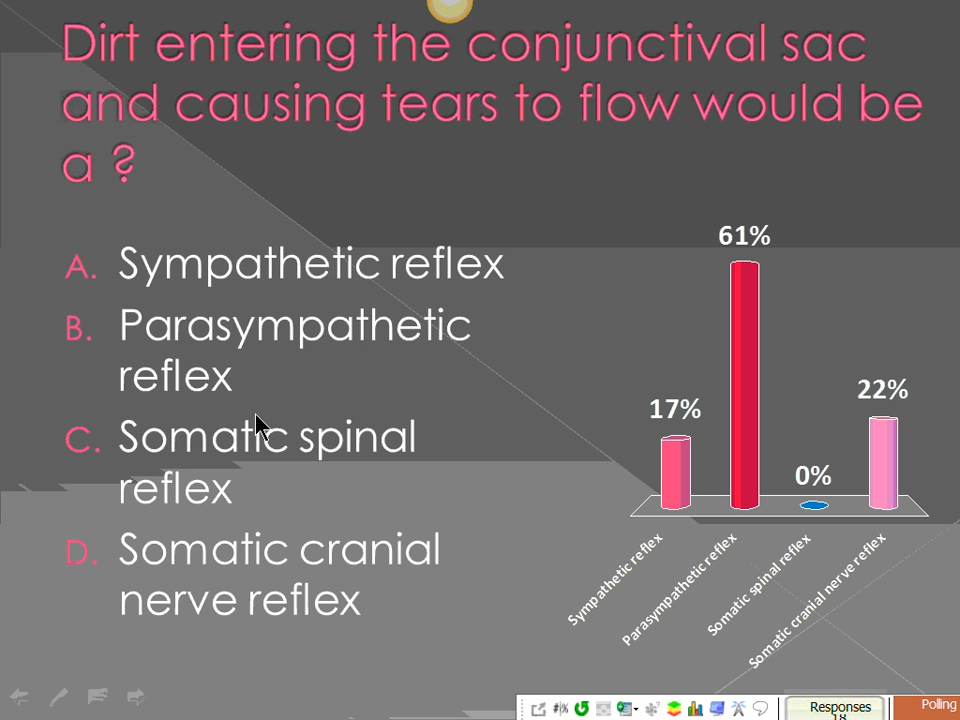 Dirt entering the conjunctival sac
and causing tears to flow would be
a ?
A. Sympathetic reflex
B. Parasympathetic
reflex
C. Somatic spinal
reflex
D. Somatic cranial
nerve reflex
17%
61%
0%
22%
Sympathetic reflex
Parasympathetic reflex
Somatic spinal reflex
Somatic cranial nerve reflex
Responses
18
Polling